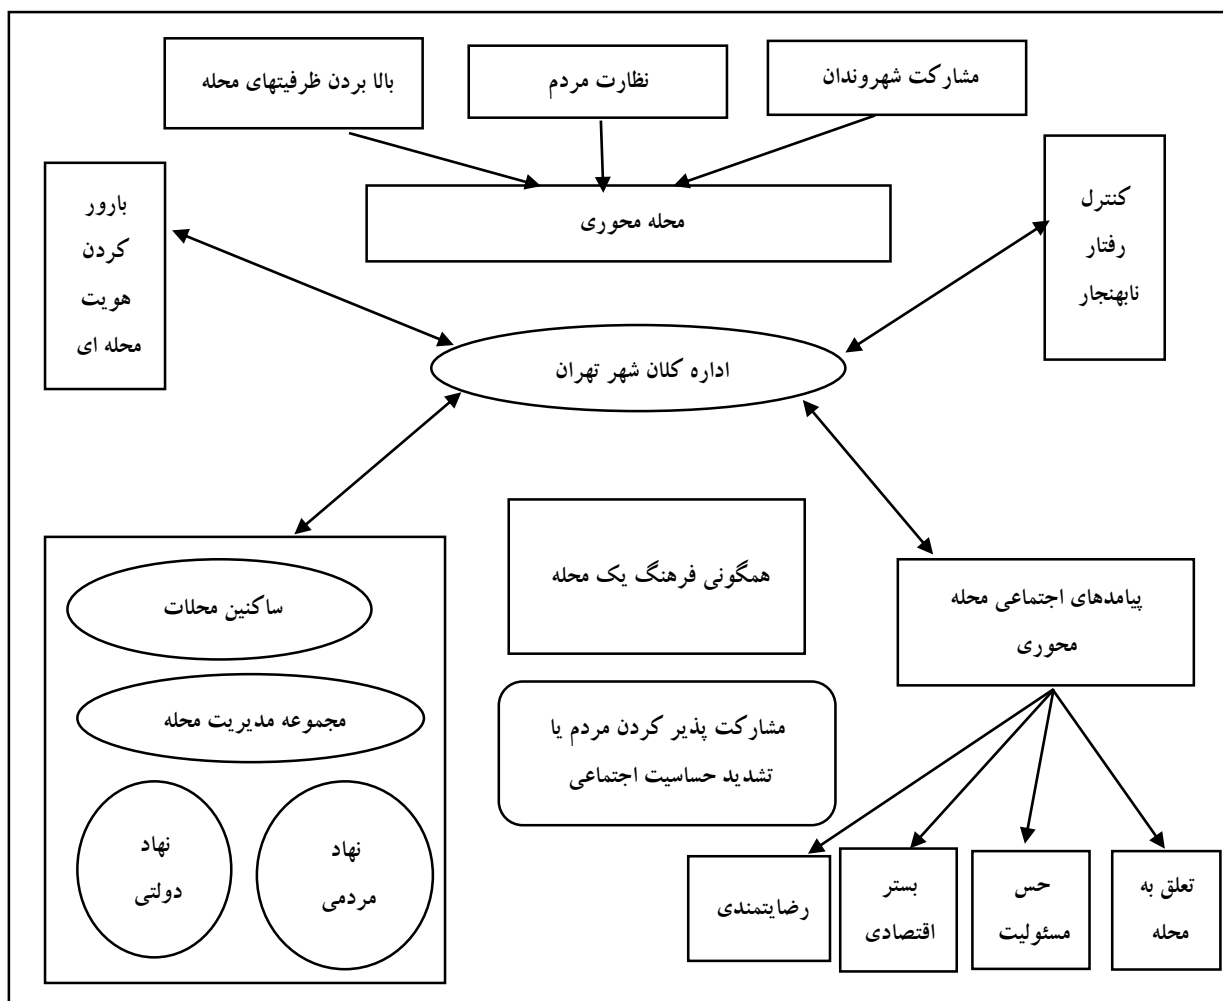 مشارکت شهروندان
نظارت مردم
بالا بردن ظرفیتهای محله
محله محوری
کنترل
رفتار
نابهنجار
بارور
کردن
هویت
محله ای
اداره کلان شهر تهران
پیامدهای اجتماعی محله
محوری
همگونی فرهنگ یک محله
ساکنین محلات
مجموعه مدیریت محله
مشارکت پذیر کردن مردم یا
تشدید حساسیت اجتماعی
نهاد
مردمی
نهاد
دولتی
تعلق به
محله
حس
مسئولیت
بستر
اقتصادی
رضایتمندی